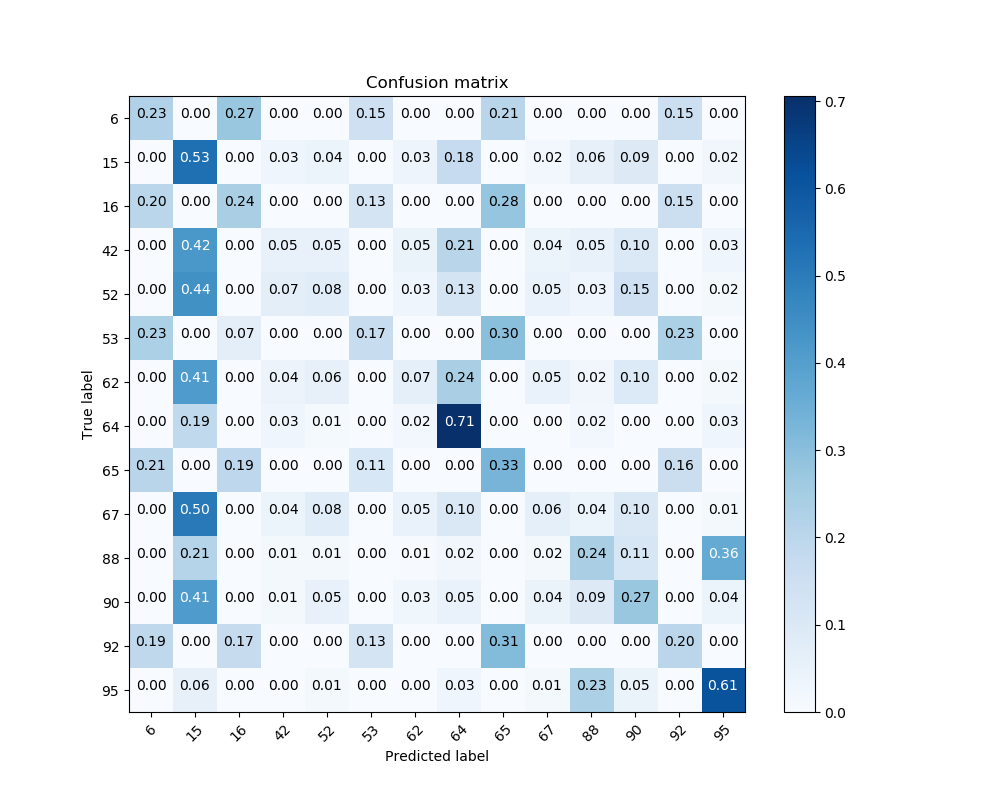 Confusion matrix
6 0.23 0.00 0.27 0.00 0.00 0.15 0.00 0.00 0.21 0.00 0.00 0.00 0.15 0.00
15 0.00 0.53 0.00 0.03 0.04 0.00 0.03 0.18 0.00 0.02 0.06 0.09 0.00 0.02
16 0.20 0.00 0.24 0.00 0.00 0.13 0.00 0.00 0.28 0.00 0.00 0.00 0.15 0.00
42 0.00 0.42 0.00 0.05 0.05 0.00 0.05 0.21 0.00 0.04 0.05 0.10 0.00 0.03
52 0.00 0.44 0.00 0.07 0.08 0.00 0.03 0.13 0.00 0.05 0.03 0.15 0.00 0.02
53 0.23 0.00 0.07 0.00 0.00 0.17 0.00 0.00 0.30 0.00 0.00 0.00 0.23 0.00
62 0.00 0.41 0.00 0.04 0.06 0.00 0.07 0.24 0.00 0.05 0.02 0.10 0.00 0.02
64 0.00 0.19 0.00 0.03 0.01 0.00 0.02 0.71 0.00 0.00 0.02 0.00 0.00 0.03
65 0.21 0.00 0.19 0.00 0.00 0.11 0.00 0.00 0.33 0.00 0.00 0.00 0.16 0.00
67 0.00 0.50 0.00 0.04 0.08 0.00 0.05 0.10 0.00 0.06 0.04 0.10 0.00 0.01
88 0.00 0.21 0.00 0.01 0.01 0.00 0.01 0.02 0.00 0.02 0.24 0.11 0.00 0.36
90 0.00 0.41 0.00 0.01 0.05 0.00 0.03 0.05 0.00 0.04 0.09 0.27 0.00 0.04
92 0.19 0.00 0.17 0.00 0.00 0.13 0.00 0.00 0.31 0.00 0.00 0.00 0.20 0.00
95 0.00 0.06 0.00 0.00 0.01 0.00 0.00 0.03 0.00 0.01 0.23 0.05 0.00 0.61
6 15 16 42 52 53 62 64 65 67 88 90 92 95
Predicted label
True label
0.7
0.6
0.5
0.4
0.3
0.2
0.1
0.0